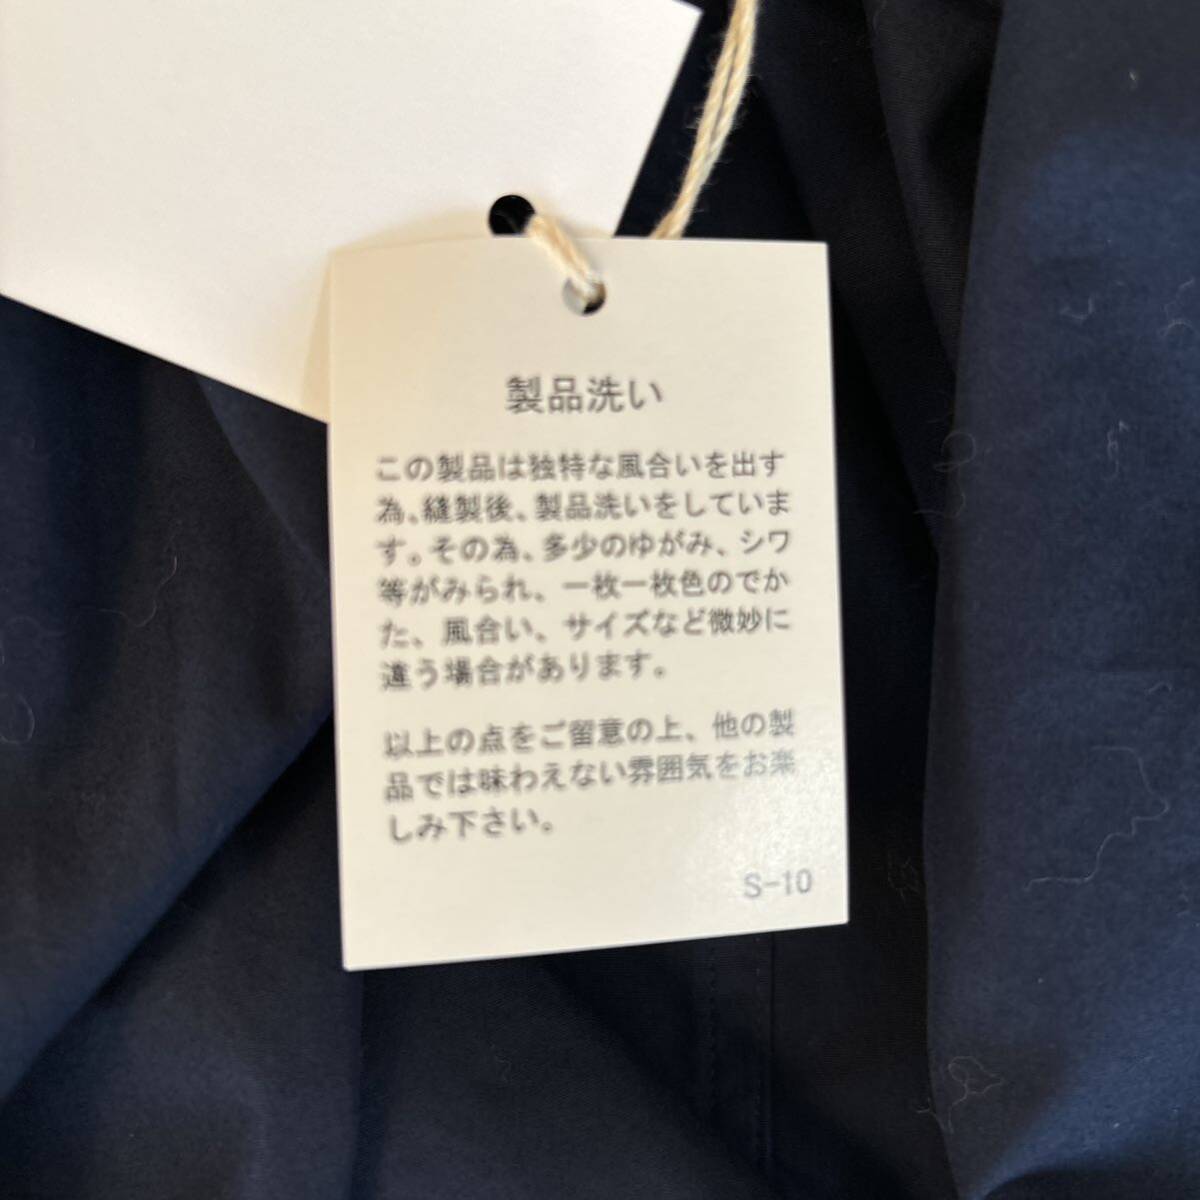 製品洗い
この製品は独特な風合いを出す
為、縫製後、製品洗いをしていま
す。その為、多少のゆがみ、シワ
等がみられ、一枚一枚色のでか
た、風合い、サイズなど微妙に
違う場合があります。
以上の点をご留意の上、他の製
品では味わえない雰囲気をお楽
しみ下さい。
S-10